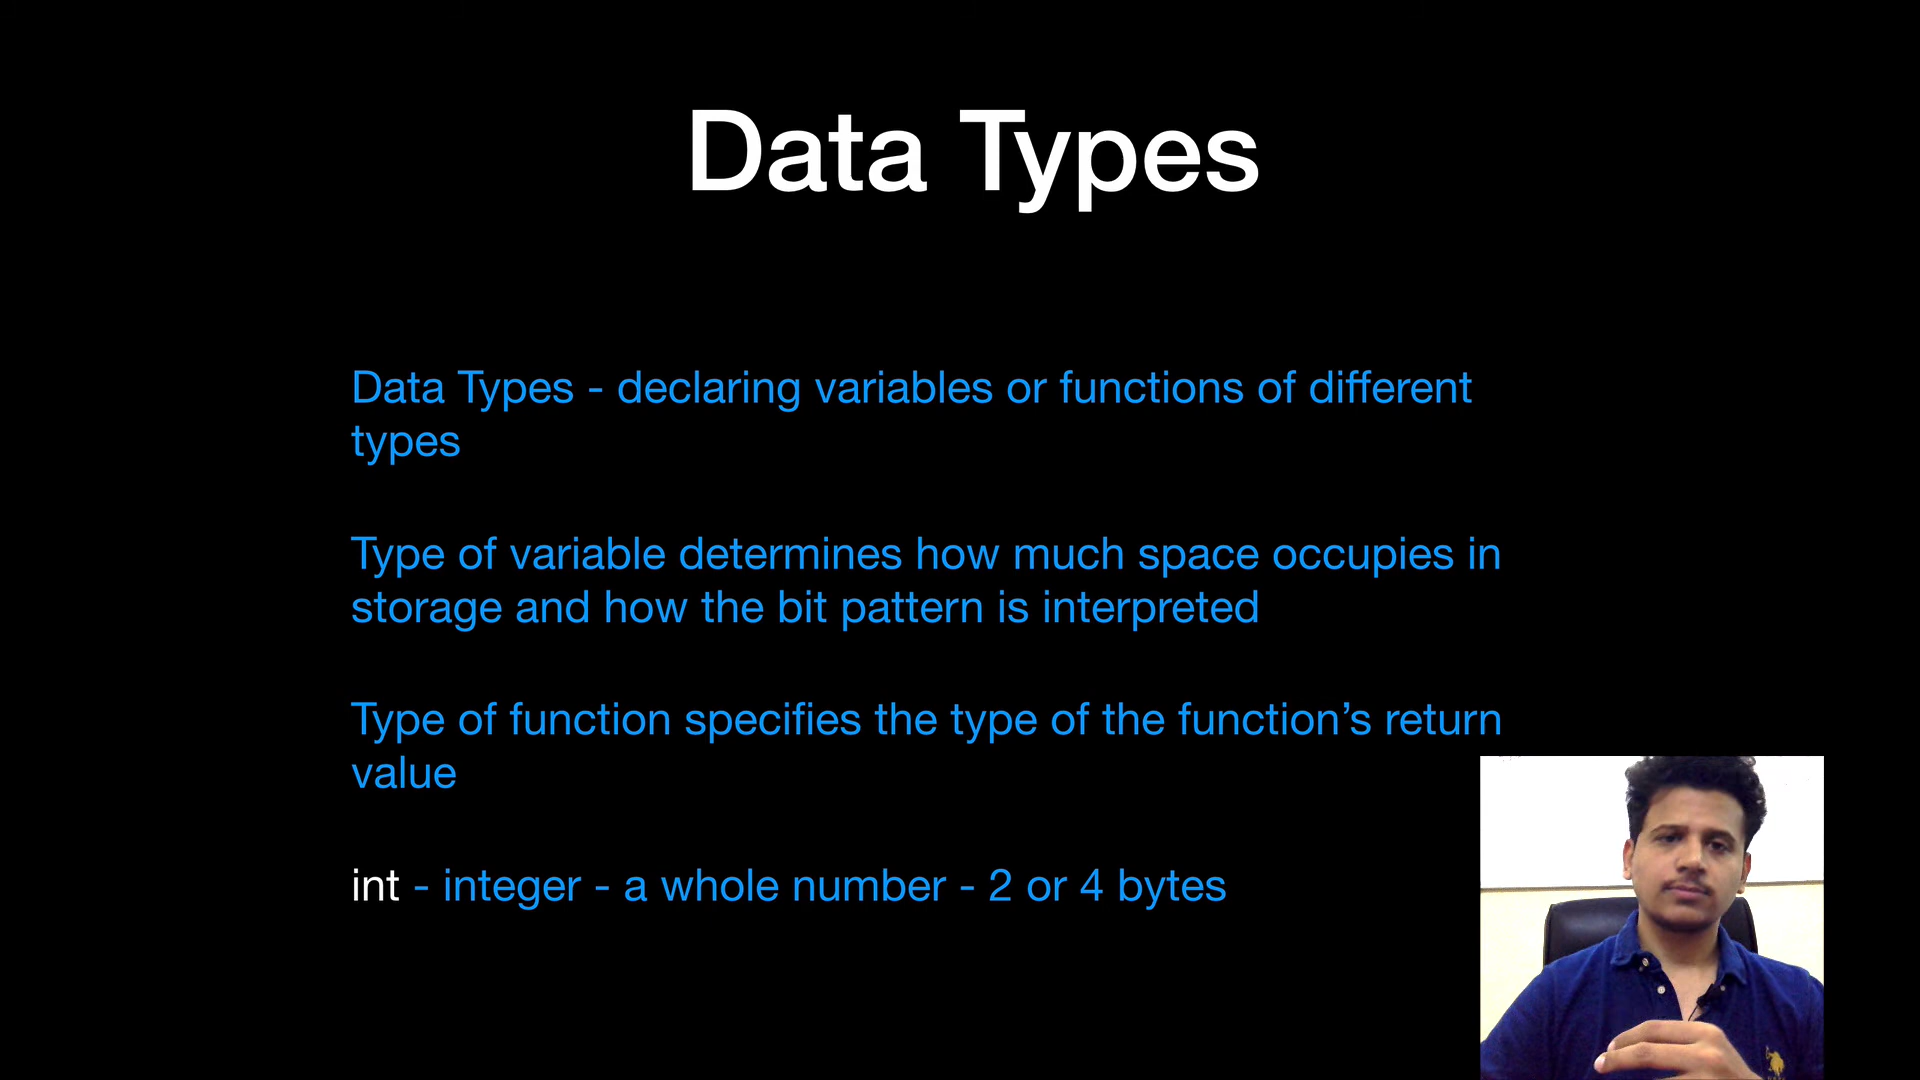 Data Types
Data Types - declaring variables or functions of different
types
Type of variable determines how much space occupies in
storage and how the bit pattern is interpreted
Type of function specifies the type of the function’s return
value
int - integer - a whole number - 2 or 4 bytes